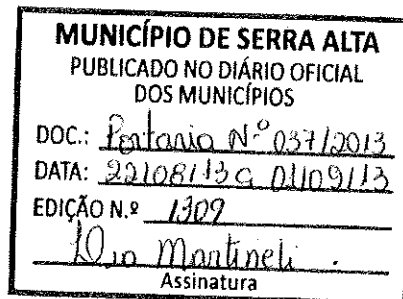 MUNICÍPIO DE SERRA ALTA
PUBLICADO NO DIÁRIO OFICIAL
DOS MUNICÍPIOS
DOC.: Portaria Nº 037/2013
DATA: 22/08/13 a 01/09/13
EDIÇÃO N.º 1309
Martineli
Assinatura